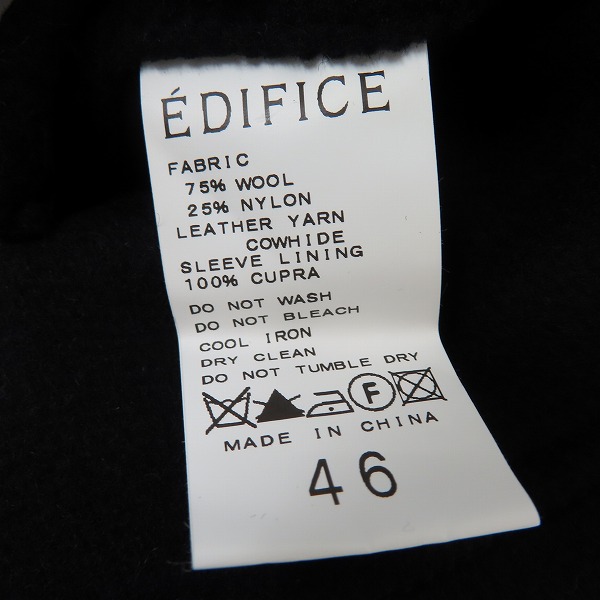 ÉDIFICE
FABRIC
75% WOOL
25% NYLON
LEATHER YARN
COWHIDE
SLEEVE LINING
100% CUPRA
DO NOT WASH
DO NOT BLEACH
COOL IRON
DRY CLEAN
DO NOT TUMBLE DRY
F
MADE IN CHINA
46